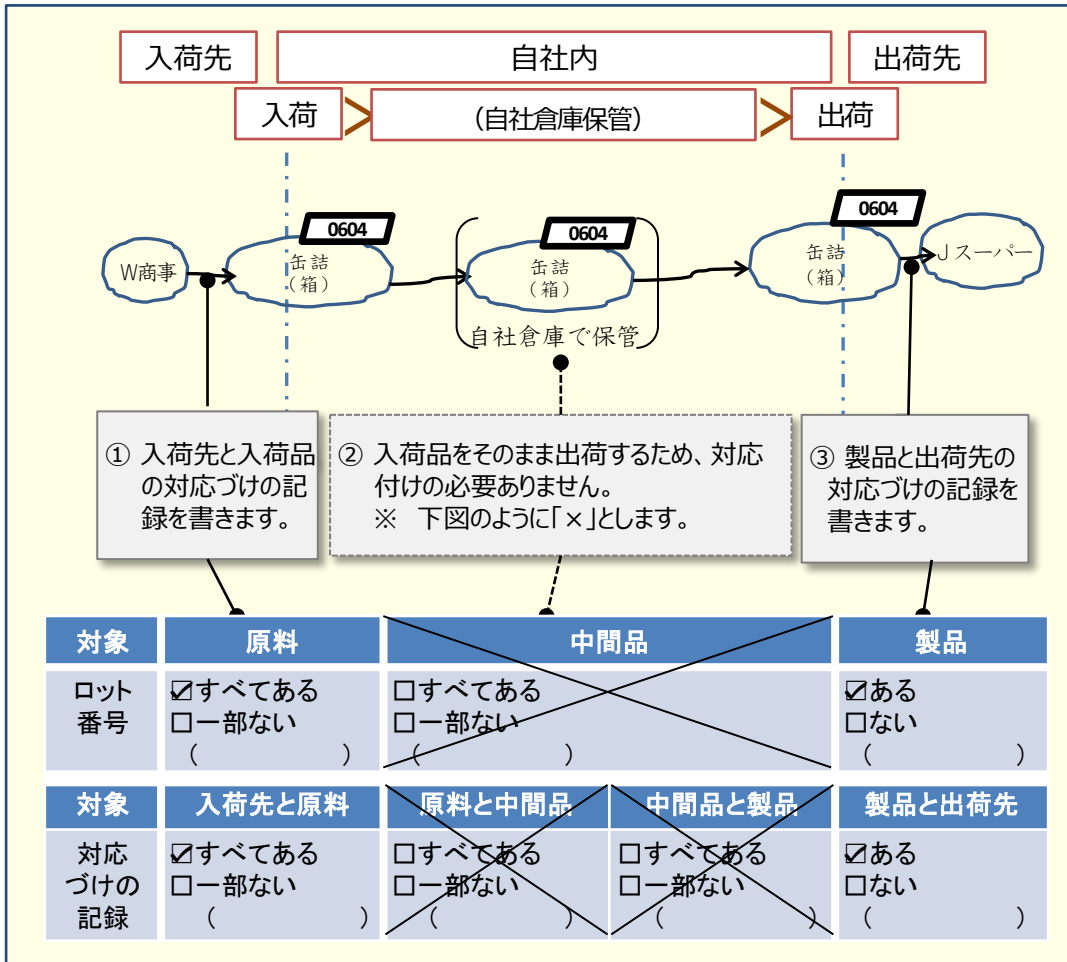 入荷先
自社内
出荷先
入荷
(自社倉庫保管)
出荷
0604
0604
0604
W商事
缶詰
(箱)
缶詰
(箱)
缶詰
(箱)
Jスーパー
自社倉庫で保管
① 入荷先と入荷品
の対応づけの記
録を書きます。
② 入荷品をそのまま出荷するため、対応
付けの必要ありません。
※ 下図のように「×」とします。
③ 製品と出荷先の
対応づけの記録を
書きます。
対象 原料 中間品 製品
ロット
番号
☑すべてある
□一部ない
( )
□すべてある
□一部ない
( )
☑ある
□ない
( )
対象 入荷先と原料 原料と中間品 中間品と製品 製品と出荷先
対応
づけの
記録
☑すべてある
□一部ない
( )
□すべてある
□一部ない
( )
□すべてある
□一部ない
( )
☑ある
□ない
( )